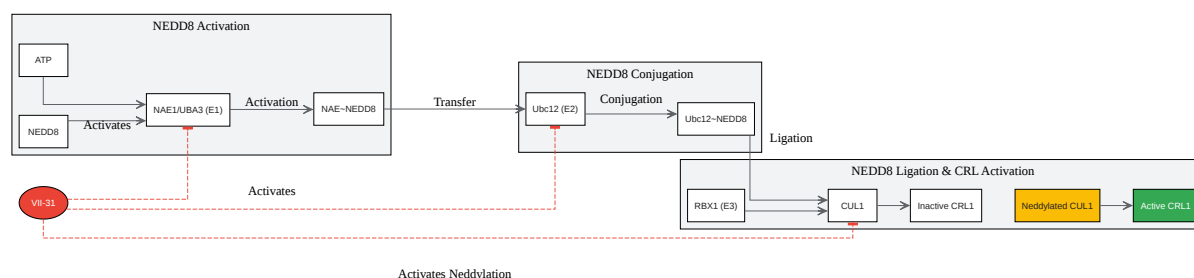 NEDD8 Activation
ATP
NEDD8
Activates
NAE1/UBA3 (E1)
Activation
NAE~NEDD8
Transfer
NEDD8 Conjugation
Ubc12 (E2)
Conjugation
Ubc12~NEDD8
Ligation
NEDD8 Ligation & CRL Activation
RBX1 (E3)
CUL1
Inactive CRL1
Neddylated CUL1
Active CRL1
VII-31
Activates
Activates Neddylation